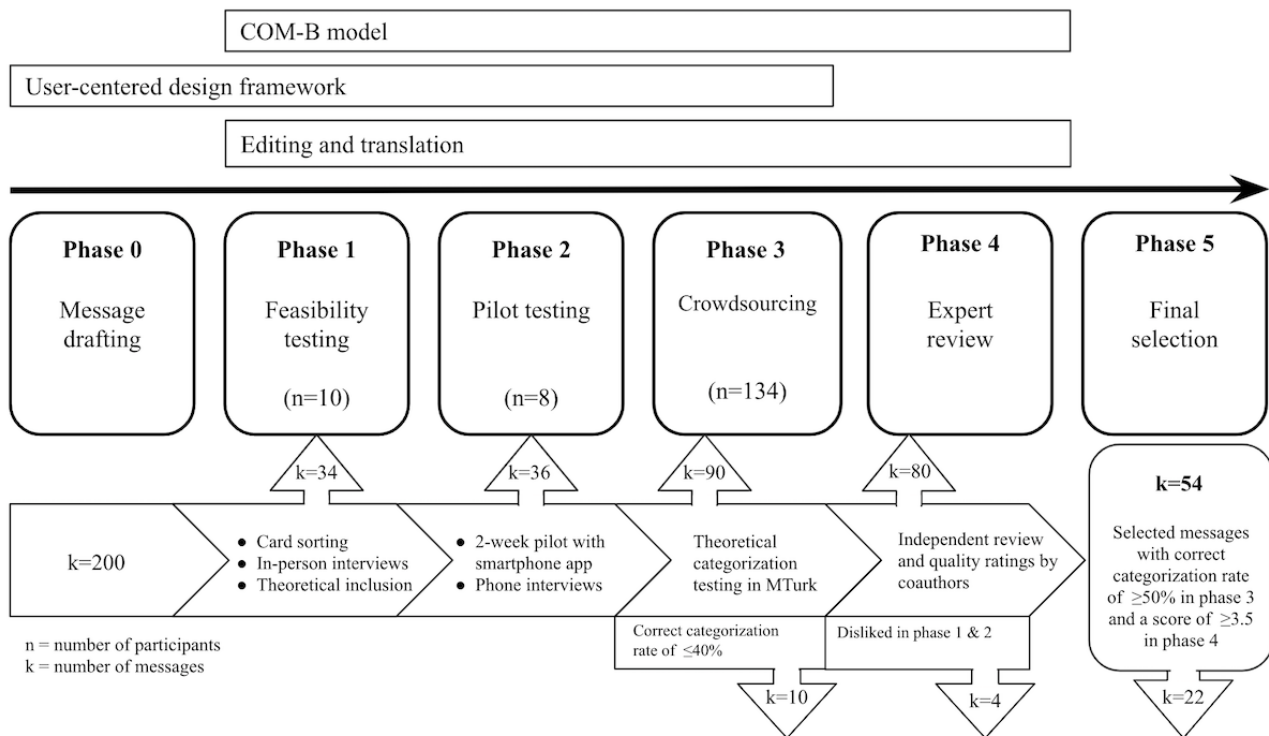 COM-B model
User-centered design framework
Editing and translation
Phase 0
Message
drafting
Phase 1
Feasibility
testing
(n=10)
Phase 2
Pilot testing
(n=8)
Phase 3
Crowdsourcing
(n=134)
Phase 4
Expert
review
Phase 5
Final
selection
k=34
k=36
k=90
k=80
k=200
● Card sorting
● In-person interviews
● Theoretical inclusion
● 2-week pilot with
smartphone app
● Phone interviews
Theoretical
categorization
testing in MTurk
Independent review
and quality ratings by
coauthors
k=54
Selected messages
with correct
categorization rate
of ≥50% in phase 3
and a score of ≥3.5
in phase 4
n = number of participants
k = number of messages
Correct categorization
rate of ≤40%
Disliked in phase 1 & 2
k=10
k=4
k=22